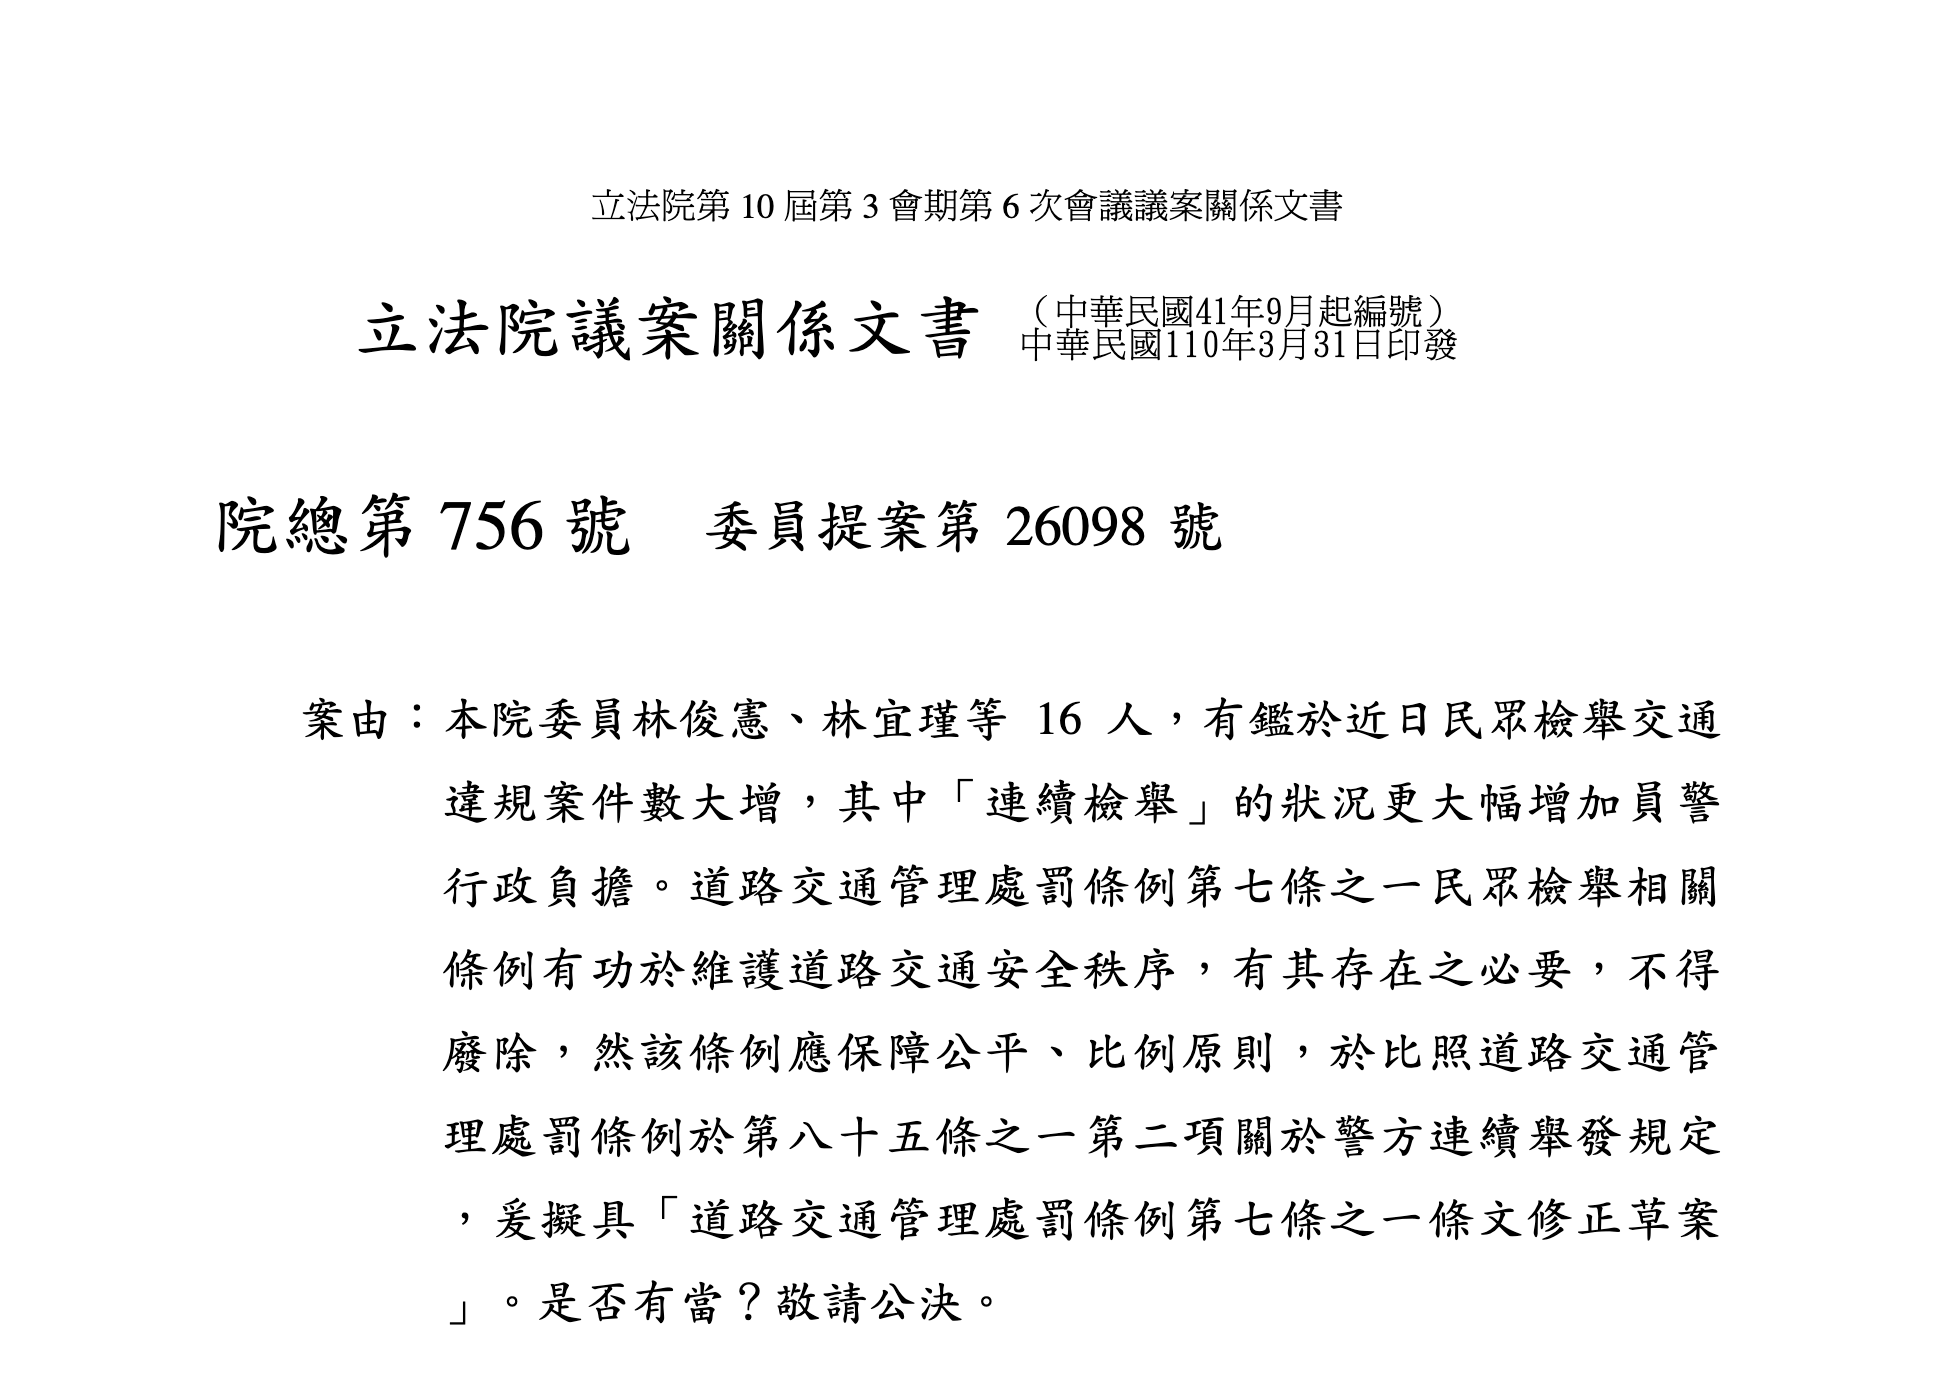 立法院第 10 屆第 3 會期第 6 次會議議案關係文書
立法院議案關係文書 （中華民國41年9月起編號）
中華民國110年3月31日印發
院總第 756 號 委員提案第 26098 號
案由：本院委員林俊憲、林宜瑾等 16 人，有鑑於近日民眾檢舉交通
違規案件數大增，其中「連續檢舉」的狀況更大幅增加員警
行政負擔。道路交通管理處罰條例第七條之一民眾檢舉相關
條例有功於維護道路交通安全秩序，有其存在之必要，不得
廢除，然該條例應保障公平、比例原則，於比照道路交通管
理處罰條例於第八十五條之一第二項關於警方連續舉發規定
，爰擬具「道路交通管理處罰條例第七條之一條文修正草案
」。是否有當？敬請公決。